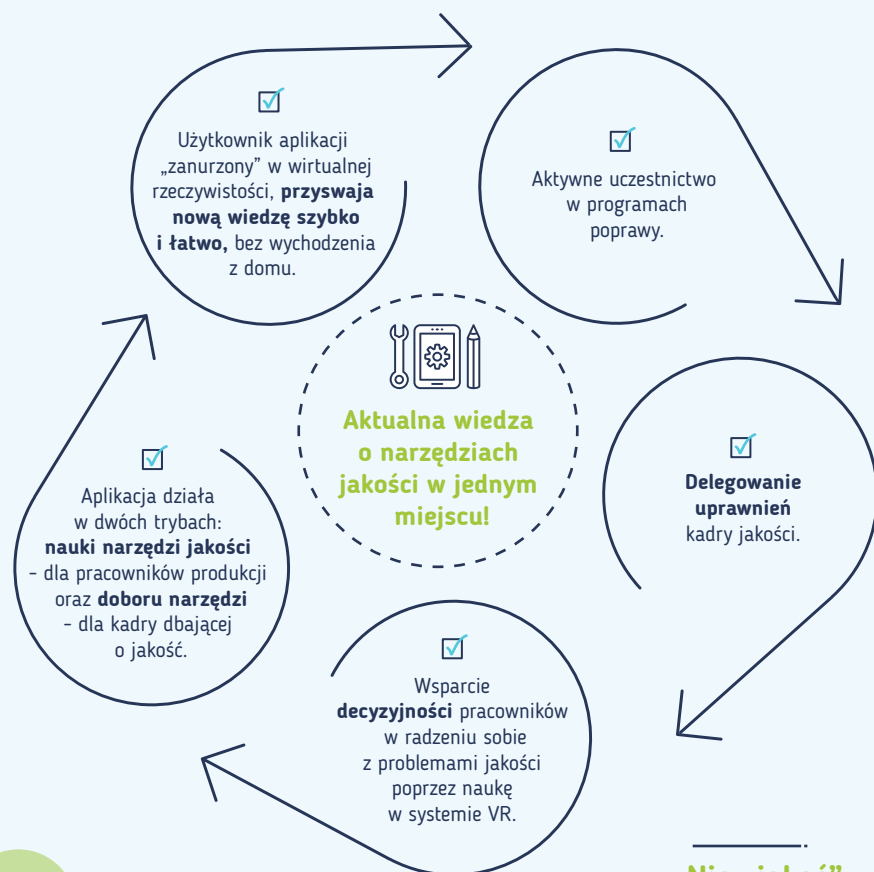 Użytkownik aplikacji
„zanurzony” w wirtualnej
rzeczywistości, przyswaja
nową wiedzę szybko
i łatwo, bez wychodzenia
z domu.
Aktywne uczestnictwo
w programach
poprawy.
Aktualna wiedza
o narzędziach
jakości w jednym
miejscu!
Delegowanie
uprawnień
kadry jakości.
Aplikacja działa
w dwóch trybach:
nauki narzędzi jakości
- dla pracowników produkcji
oraz doboru narzędzi
- dla kadry dbającej
o jakość.
Wsparcie
decyzyjności pracowników
w radzeniu sobie
z problemami jakości
poprzez naukę
w systemie VR.